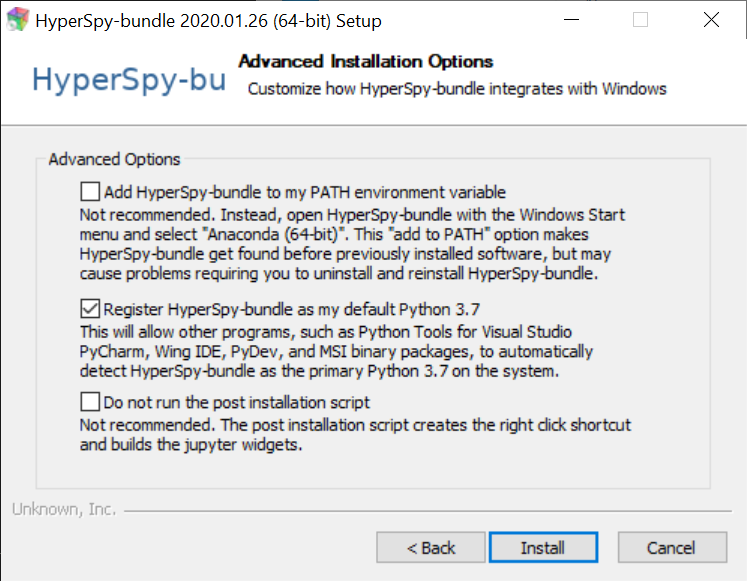 HyperSpy-bundle 2020.01.26 (64-bit) Setup
HyperSpy-bu
Advanced Installation Options
Customize how HyperSpy-bundle integrates with Windows
Advanced Options
Add HyperSpy-bundle to my PATH environment variable
Not recommended. Instead, open HyperSpy-bundle with the Windows Start
menu and select "Anaconda (64-bit)". This "add to PATH" option makes
HyperSpy-bundle get found before previously installed software, but may
cause problems requiring you to uninstall and reinstall HyperSpy-bundle.
Register HyperSpy-bundle as my default Python 3.7
This will allow other programs, such as Python Tools for Visual Studio
PyCharm, Wing IDE, PyDev, and MSI binary packages, to automatically
detect HyperSpy-bundle as the primary Python 3.7 on the system.
Do not run the post installation script
Not recommended. The post installation script creates the right click shortcut
and builds the jupyter widgets.
Unknown, Inc.
< Back Install Cancel